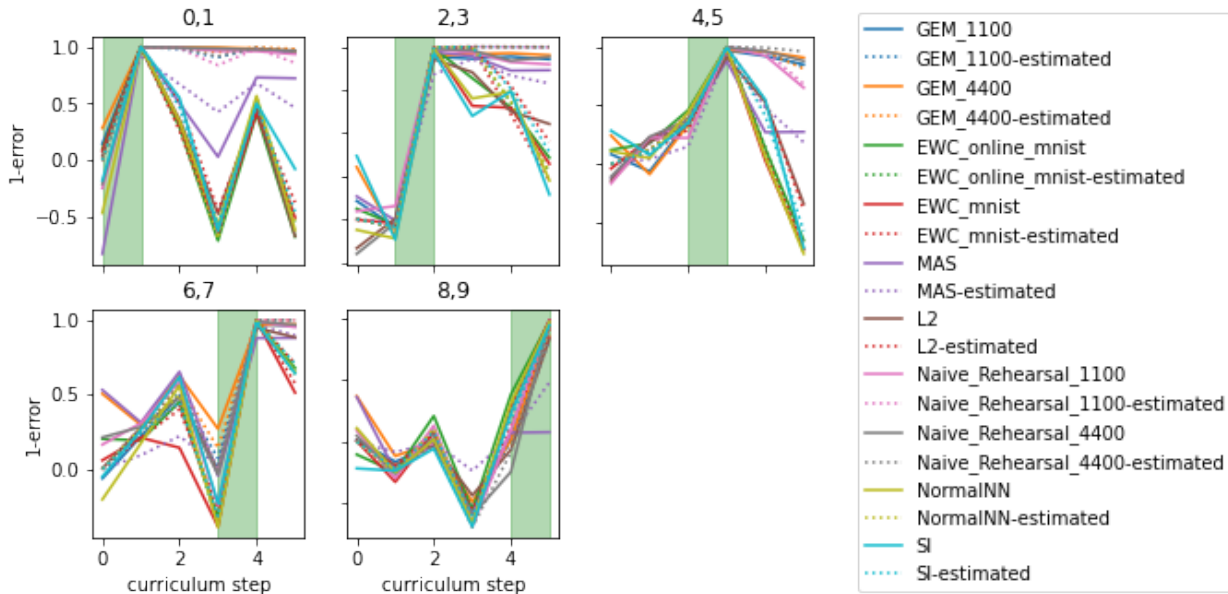 0,1
2,3
4,5
1-error
1.0
0.5
0.0
−0.5
6,7
8,9
1-error
1.0
0.5
0.0
0 2 4
0 2 4
curriculum step
curriculum step
GEM_1100
GEM_1100-estimated
GEM_4400
GEM_4400-estimated
EWC_online_mnist
EWC_online_mnist-estimated
EWC_mnist
EWC_mnist-estimated
MAS
MAS-estimated
L2
L2-estimated
Naive_Rehearsal_1100
Naive_Rehearsal_1100-estimated
Naive_Rehearsal_4400
Naive_Rehearsal_4400-estimated
NormalNN
NormalNN-estimated
SI
SI-estimated